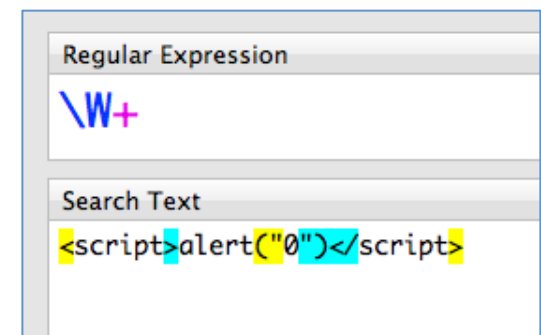 Regular Expression
\W+
Search Text
<script>alert("0")</script>